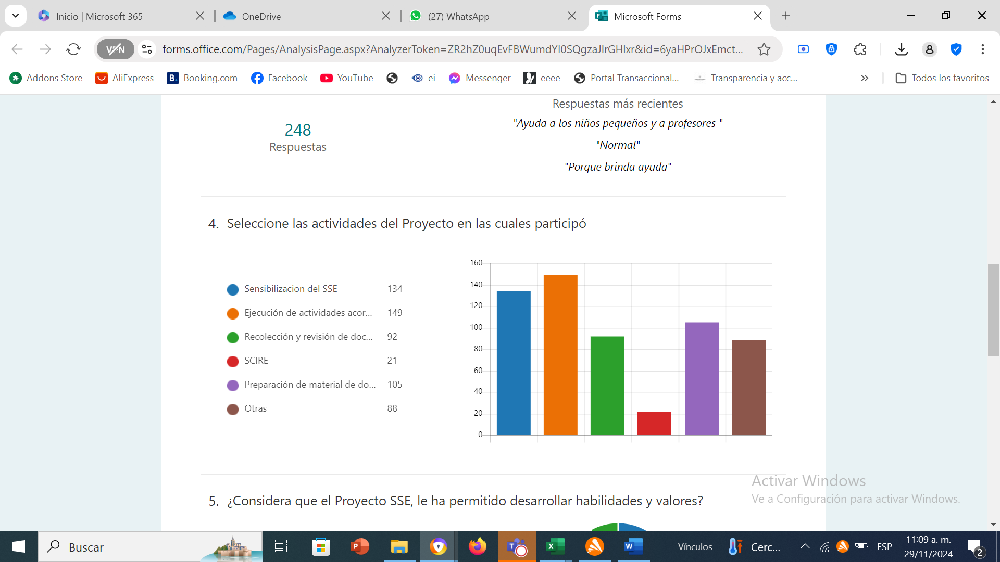 Inicio | Microsoft 365
OneDrive
(27) WhatsApp
Microsoft Forms
VPN
forms.office.com/Pages/AnalysisPage.aspx?AnalyzerToken=ZR2hZ0uqEvFBWumdYI0SQgzaJlrGHlxr&id=6yaHPrOJxEmct...
Addons Store
AliExpress
B.
Booking.com
Facebook
YouTube
ei
Messenger
eeee
Portal Transaccional...
Transparencia y acc...
Todos los favoritos
248
Respuestas
Respuestas más recientes
"Ayuda a los niños pequeños y a profesores "
"Normal"
"Porque brinda ayuda"
4. Seleccione las actividades del Proyecto en las cuales participó
Sensibilizacion del SSE 134
Ejecución de actividades acor... 149
Recolección y revisión de doc... 92
SCIRE 21
Preparación de material de do... 105
Otras 88
160
140
120
100
80
60
40
20
0
5. ¿Considera que el Proyecto SSE, le ha permitido desarrollar habilidades y valores?
Activar Windows
Ve a Configuración para activar Windows.
Buscar
Vínculos
Cerc...
ESP
11:09 a. m.
29/11/2024
2